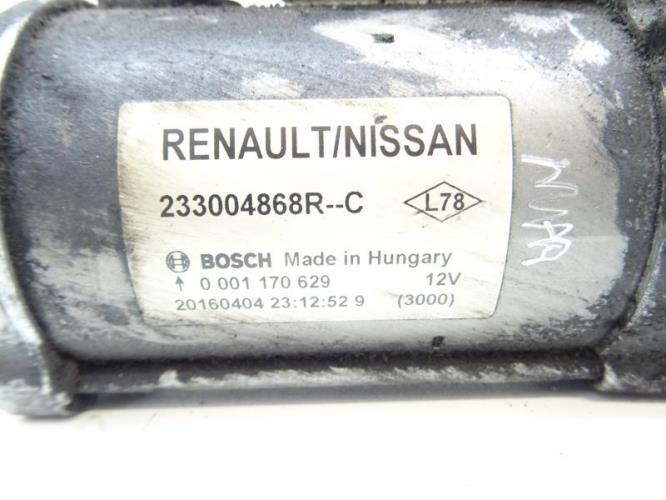 RENAULT/NISSAN
233004868R--C L78
BOSCH Made in Hungary
0 001 170 629 12V
20160404 23:12:52 9 (3000)